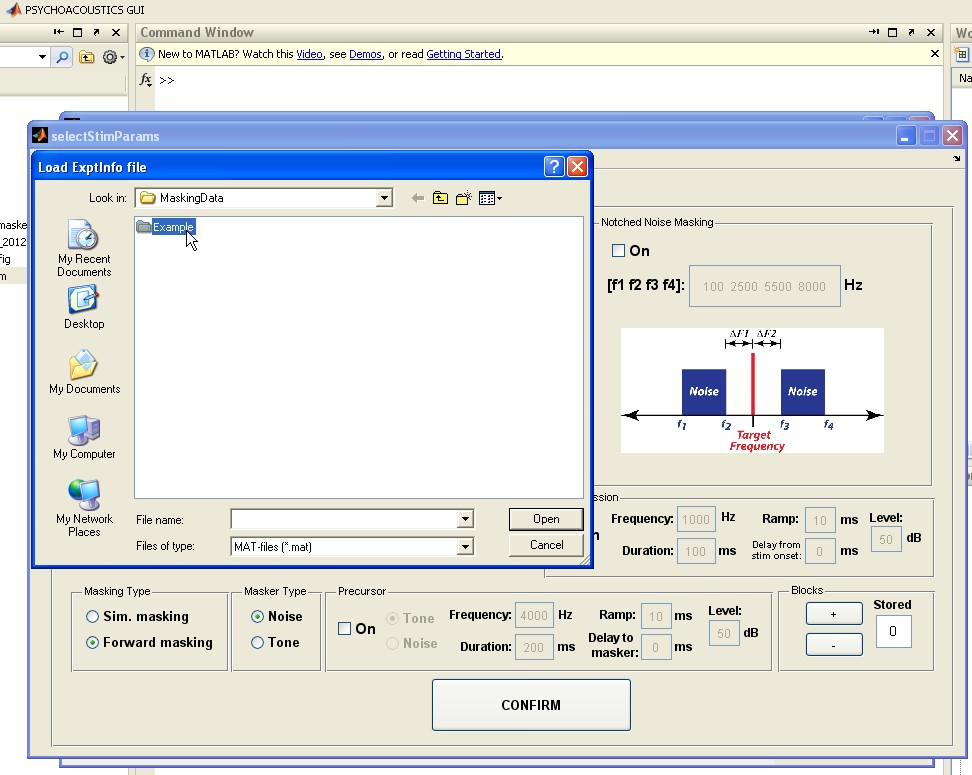 PSYCHOACOUSTICS GUI
Command Window
Wo
New to MATLAB? Watch this Video, see Demos, or read Getting Started.
Na
fx >>
selectStimParams
Load ExptInfo file
Look in: MaskingData
Example
My Recent Documents
Desktop
My Documents
My Computer
My Network Places
File name:
Open
Files of type: MAT-files (*.mat)
Cancel
maske
_2012
fig
m
Notched Noise Masking
On
[f1 f2 f3 f4]: 100 2500 5500 8000 Hz
ΔF1 ΔF2
Noise Noise
f1 f2 f3 f4
Target
Frequency
ssion
n
Frequency: 1000 Hz Ramp: 10 ms Level:
50 dB
Duration: 100 ms Delay from stim onset: 0 ms
Masking Type
Sim. masking
Forward masking
Masker Type
Noise
Tone
Precursor
On
Tone
Noise
Frequency: 4000 Hz Ramp: 10 ms Level:
50 dB
Duration: 200 ms Delay to masker: 0 ms
Blocks
+
-
Stored
0
CONFIRM